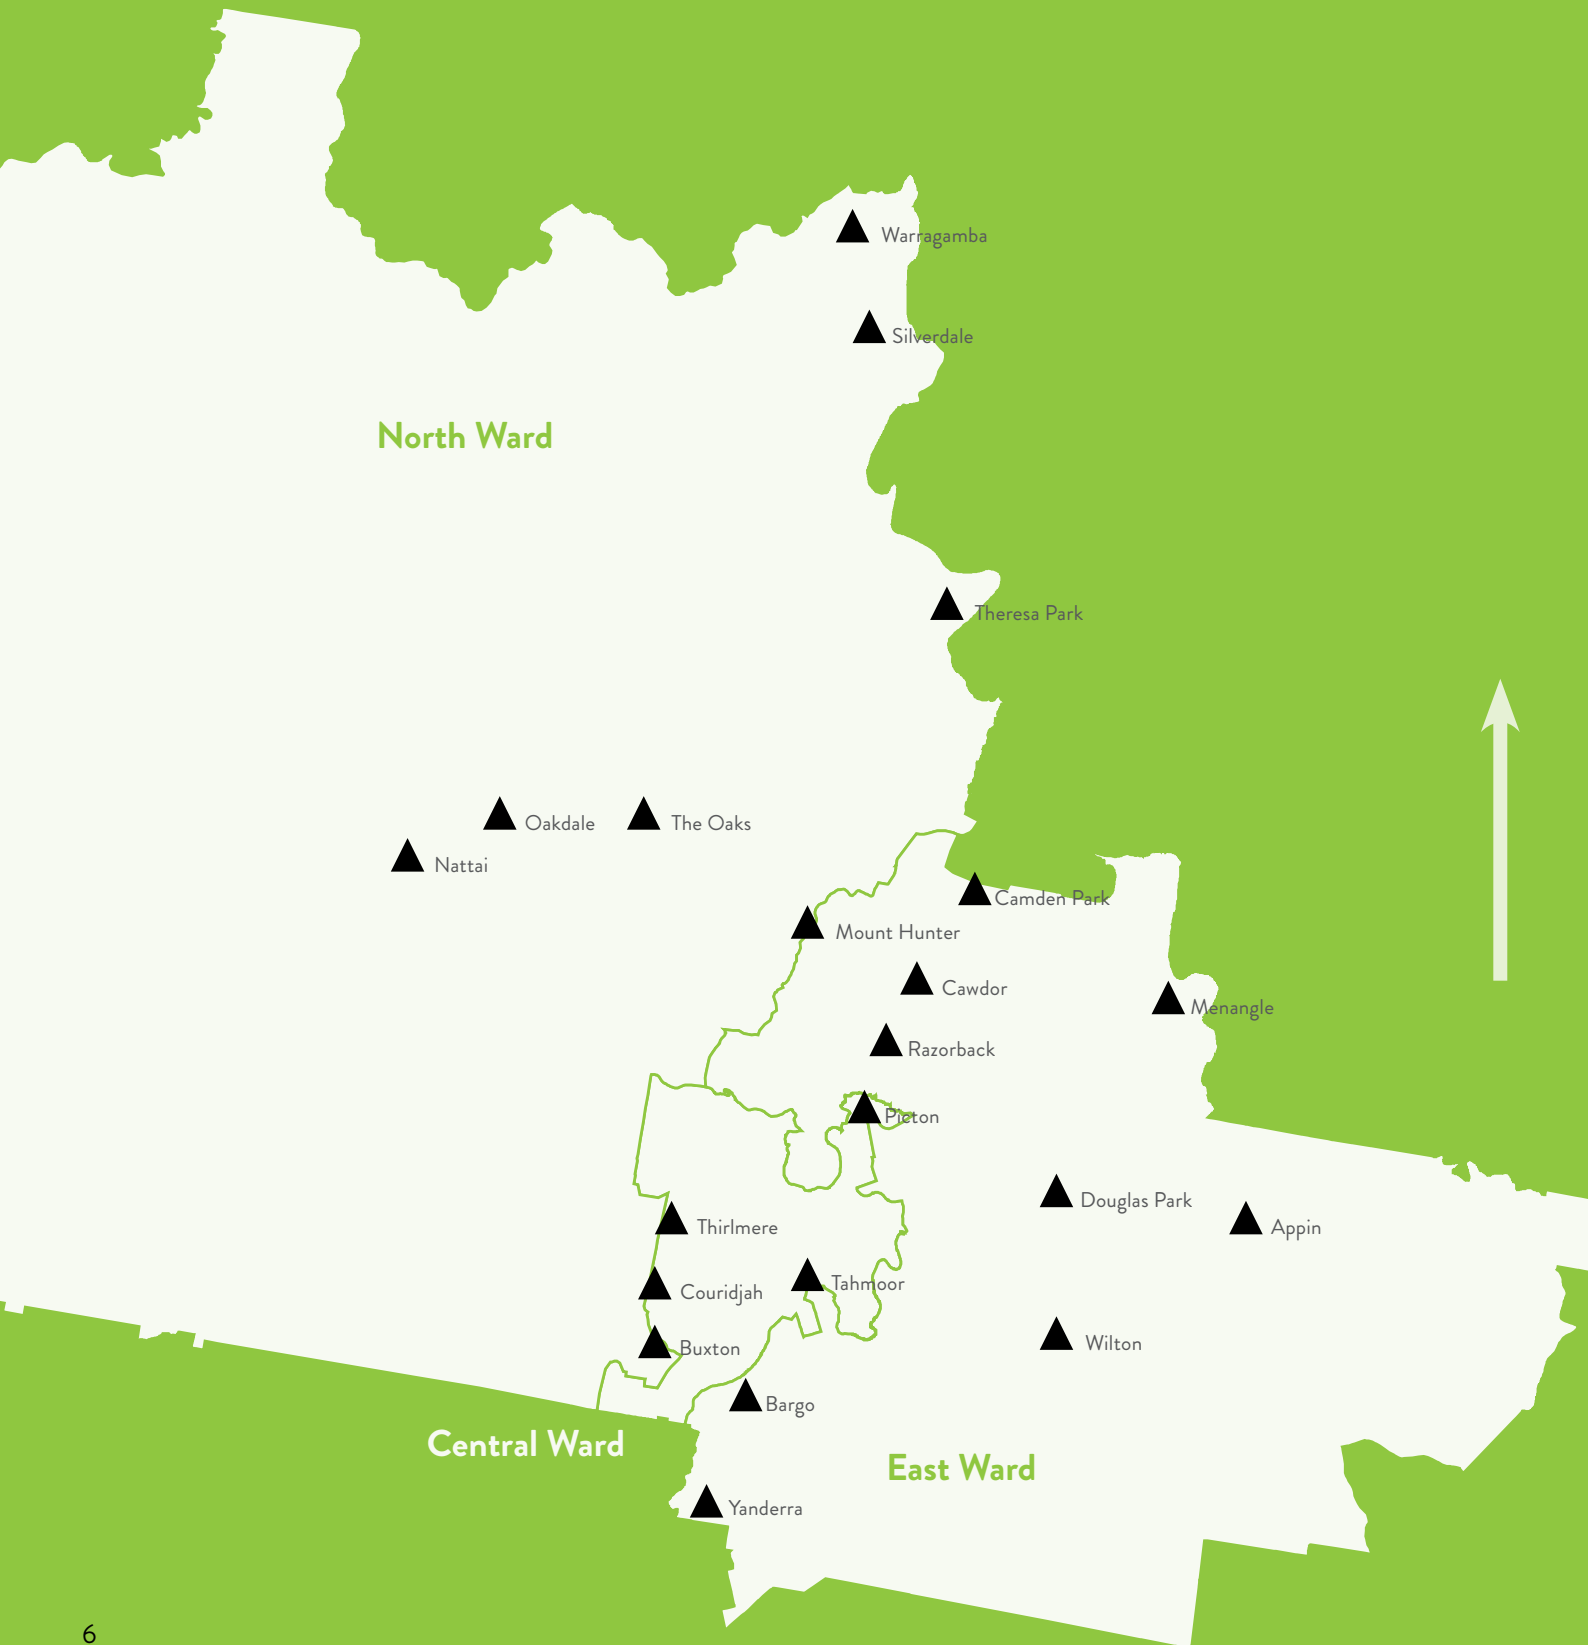 Warragamba
Silverdale
North Ward
Theresa Park
Oakdale
The Oaks
Nattai
Camden Park
Mount Hunter
Cawdor
Menangle
Razorback
Picton
Douglas Park
Thirlmere
Appin
Tahmoor
Couridjah
Wilton
Buxton
Bargo
Central Ward
East Ward
Yanderra
6